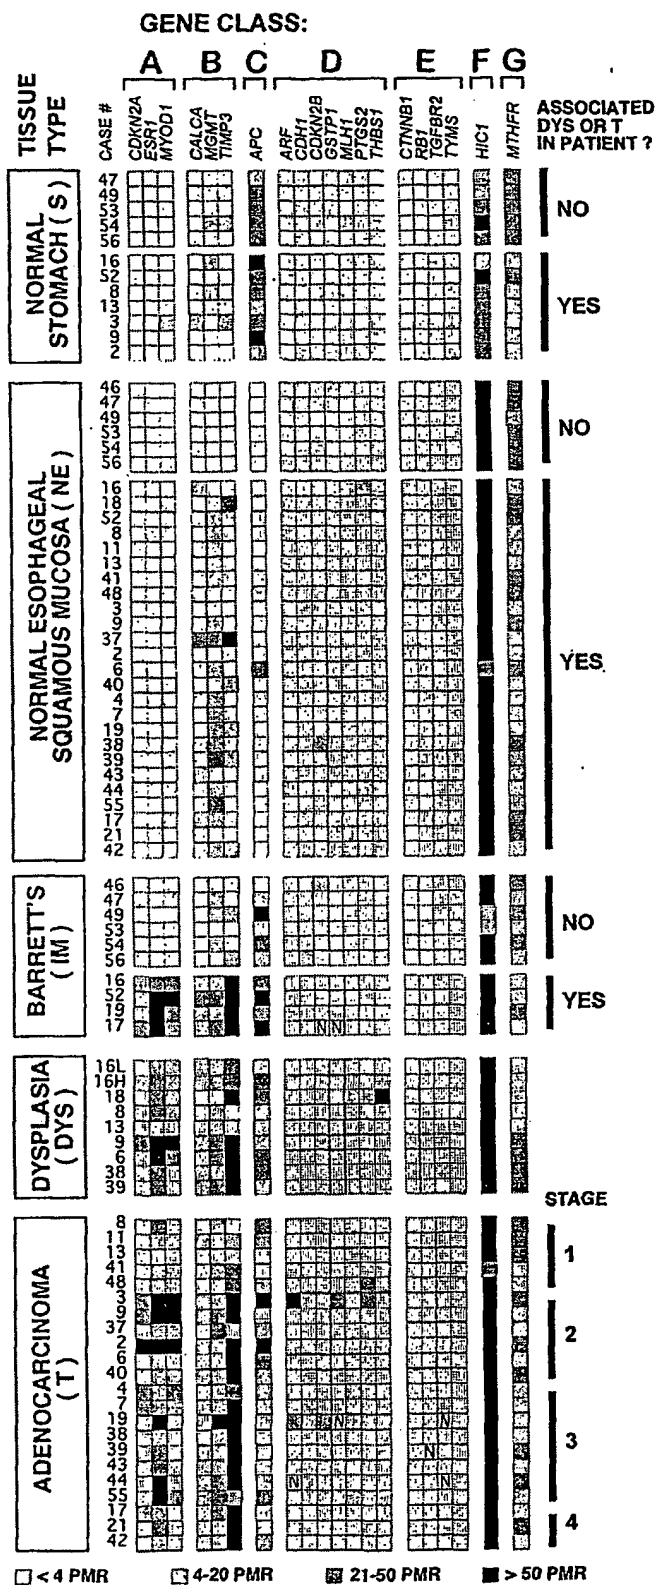 GENE CLASS:
A B C D E F G
TISSUE TYPE
CASE #
CDKN2A
ESR1
MYOD1
CALCA
MGMT
TIMP3
APC
ARF
CDH1
CDKN2B
GSTP1
MLH1
PTGS2
THBS1
CTNNB1
RB1
TGFBR2
TYMS
HIC1
MTHFR
ASSOCIATED
DYS OR T
IN PATIENT ?
NORMAL
STOMACH ( S )
47
49
53
54
56
NO
16
52
8
13
3
9
2
YES
NORMAL ESOPHAGEAL
SQUAMOUS MUCOSA ( NE )
46
47
49
53
54
56
NO
16
18
52
8
11
13
41
48
3
9
37
2
6
40
4
7
19
38
39
43
44
55
17
21
42
YES
BARRETT'S
( IM )
46
47
49
53
54
56
NO
16
52
19
17 N N
YES
DYSPLASIA
( DYS )
16L
16H
18
8
13
9
6
38
39
STAGE
ADENOCARCINOMA
( T )
8
11
13
41
48
1
3
9
37
2
6
40
2
4
7
19 N N
38
39 N
43
44 N N
55
3
17
21
42
4
< 4 PMR 4-20 PMR 21-50 PMR > 50 PMR